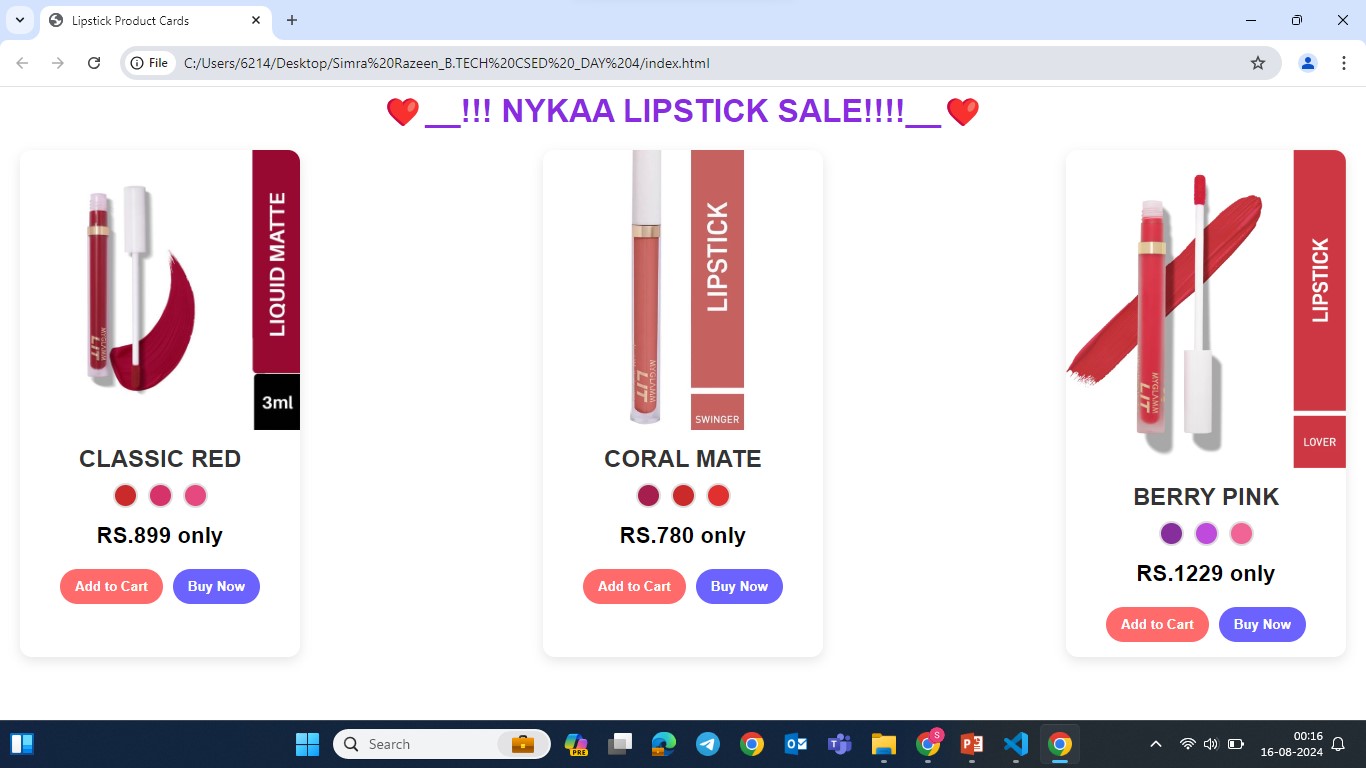 Lipstick Product Cards
File
C:/Users/6214/Desktop/Simra%20Razeen_B.TECH%20CSED%20_DAY%204/index.html
❤️__!!! NYKAA LIPSTICK SALE!!!!__❤️
LIQUID MATTE
3ml
MYGLAMM
LIT
CLASSIC RED
RS.899 only
Add to Cart
Buy Now
LIPSTICK
SWINGER
MYGLAMM
LIT
CORAL MATE
RS.780 only
Add to Cart
Buy Now
LIPSTICK
LOVER
MYGLAMM
LIT
BERRY PINK
RS.1229 only
Add to Cart
Buy Now
Search
PRE
S
00:16
16-08-2024